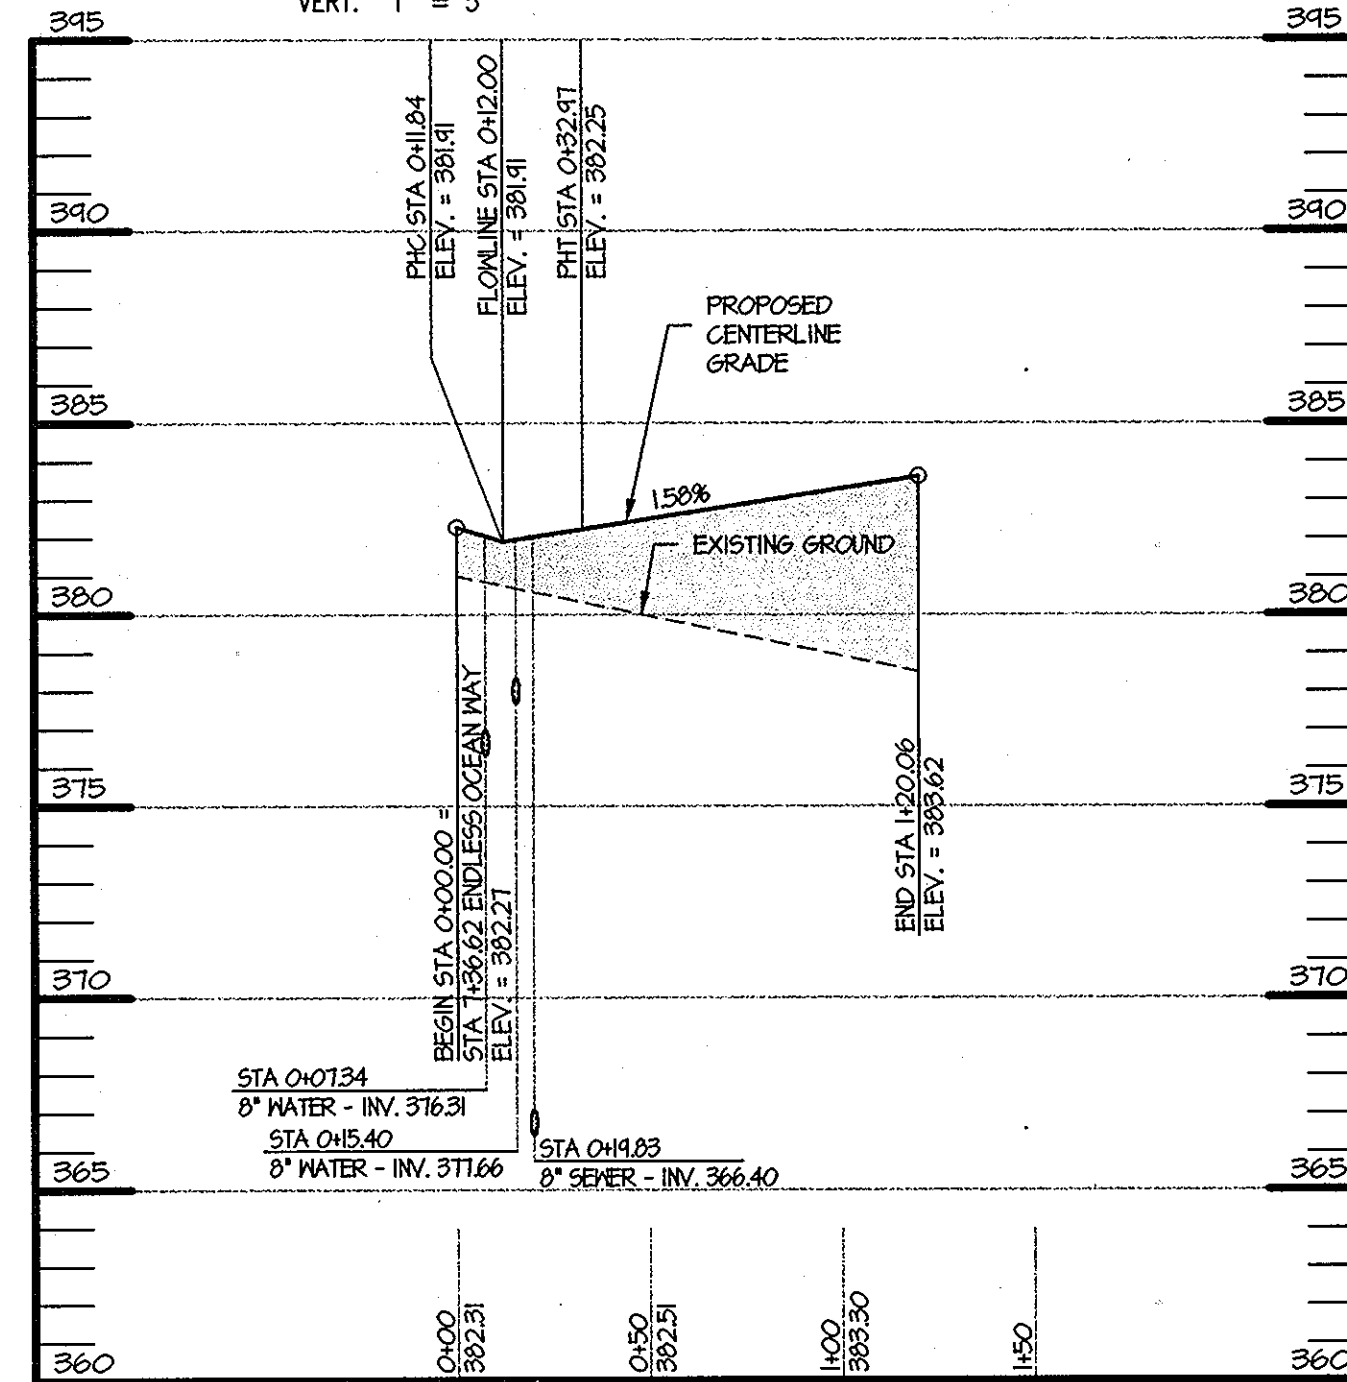 VERT. 1" = 5'
395
395
PHC STA 0+11.84
ELEV. = 381.91
FLOWLINE STA 0+12.00
ELEV. = 381.91
PHT STA 0+32.97
ELEV. = 382.25
390
390
PROPOSED
CENTERLINE
GRADE
385
385
1.58%
EXISTING GROUND
380
380
BEGIN STA 0+00.00 =
STA 7+36.62 ENDLESS OCEAN WAY
ELEV. = 382.27
END STA 1+20.06
ELEV. = 383.62
375
375
370
370
STA 0+07.34
8" WATER - INV. 376.31
STA 0+15.40
8" WATER - INV. 377.66
STA 0+19.83
8" SEWER - INV. 366.40
365
365
0+00
382.31
0+50
382.51
1+00
383.30
1+50
360
360